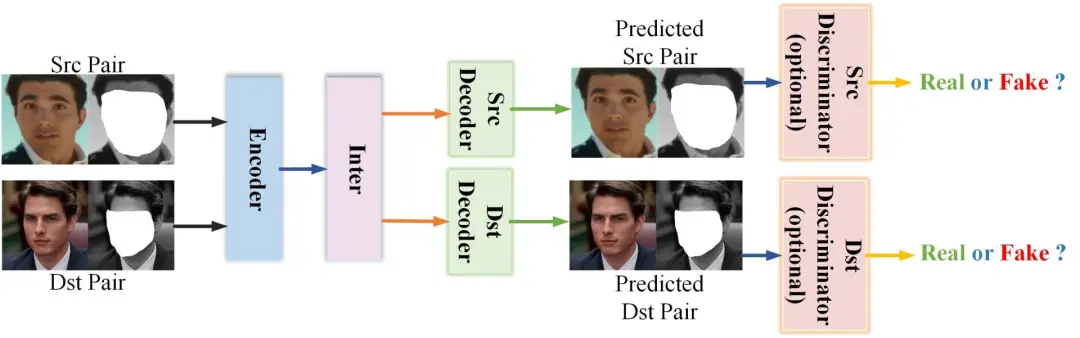 Src Pair
Dst Pair
Encoder
Inter
Src
Decoder
Dst
Decoder
Predicted
Src Pair
Predicted
Dst Pair
Src
Discriminator
(optional)
Real or Fake ?
Dst
Discriminator
(optional)
Real or Fake ?